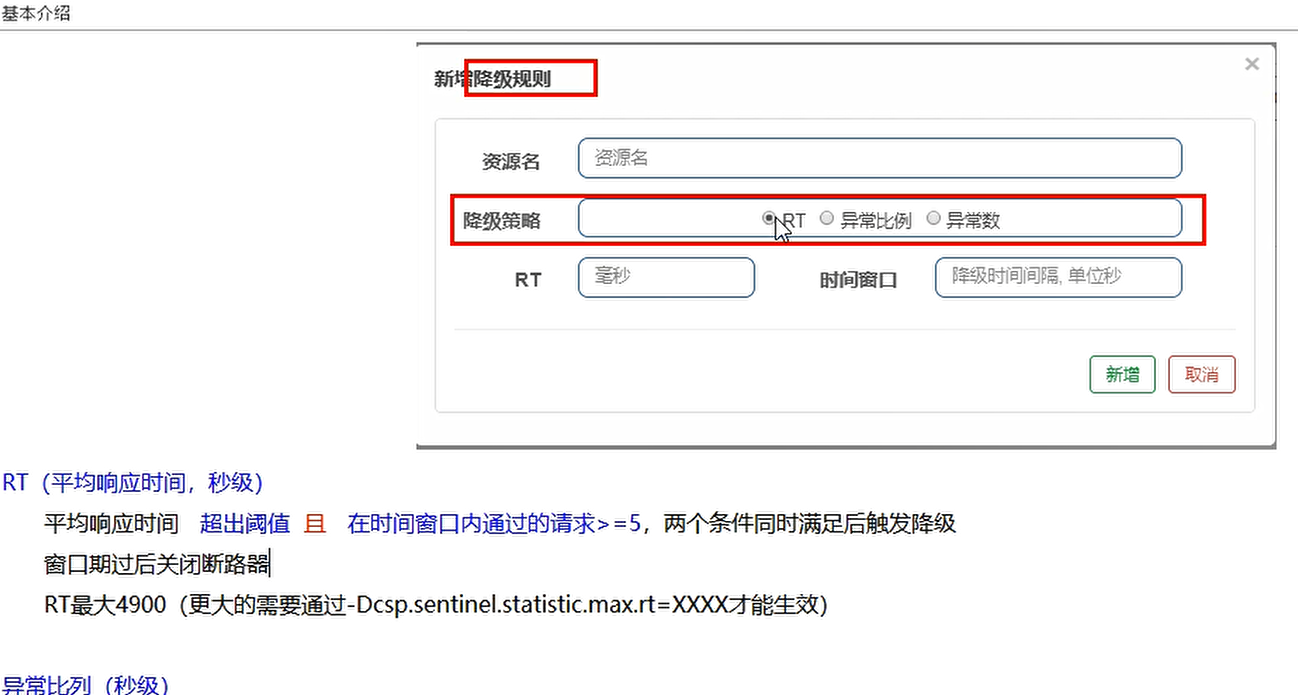 基本介绍
新增降级规则
×
资源名 资源名
降级策略 RT 异常比例 异常数
RT 毫秒 时间窗口 降级时间间隔, 单位秒
新增 取消
RT（平均响应时间，秒级）
平均响应时间 超出阈值 且 在时间窗口内通过的请求>=5，两个条件同时满足后触发降级
窗口期过后关闭断路器
RT最大4900（更大的需要通过-Dcsp.sentinel.statistic.max.rt=XXXX才能生效）
异常比列（秒级）